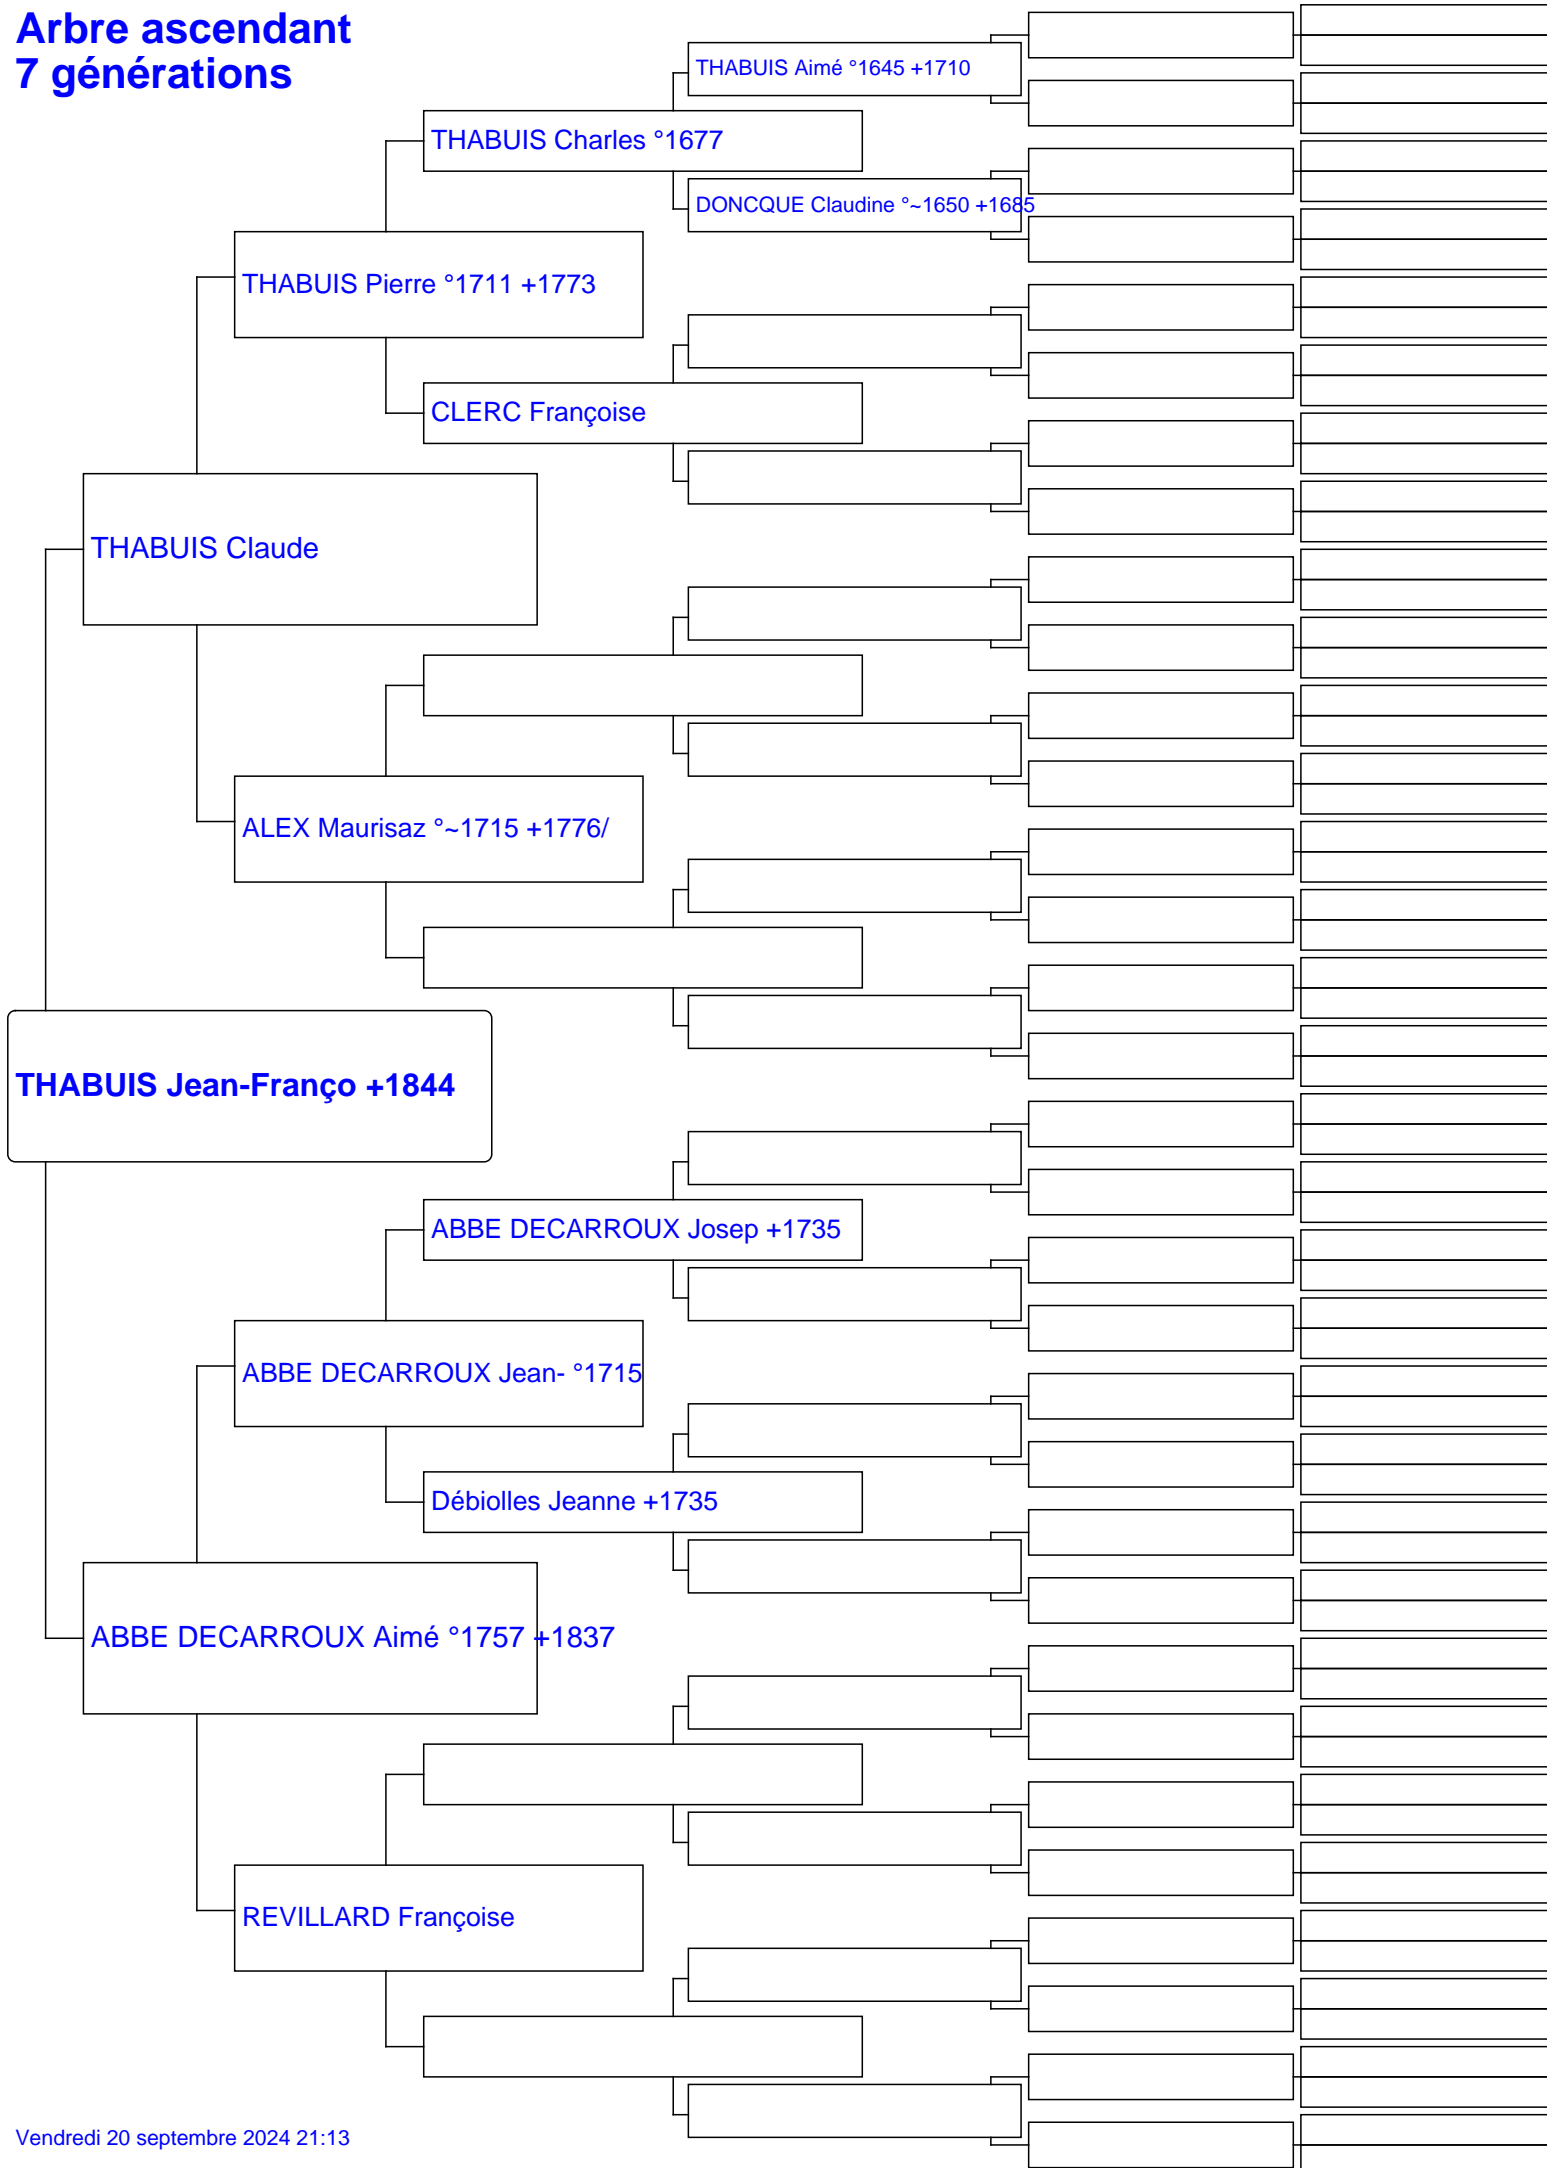 Arbre ascendant
7 générations
THABUIS Aimé °1645 +1710
THABUIS Charles °1677
DONCQUE Claudine °~1650 +1685
THABUIS Pierre °1711 +1773
CLERC Françoise
THABUIS Claude
ALEX Maurisaz °~1715 +1776/
THABUIS Jean-Franço +1844
ABBE DECARROUX Josep +1735
ABBE DECARROUX Jean- °1715
Débiolles Jeanne +1735
ABBE DECARROUX Aimé °1757 +1837
REVILLARD Françoise
Vendredi 20 septembre 2024 21:13